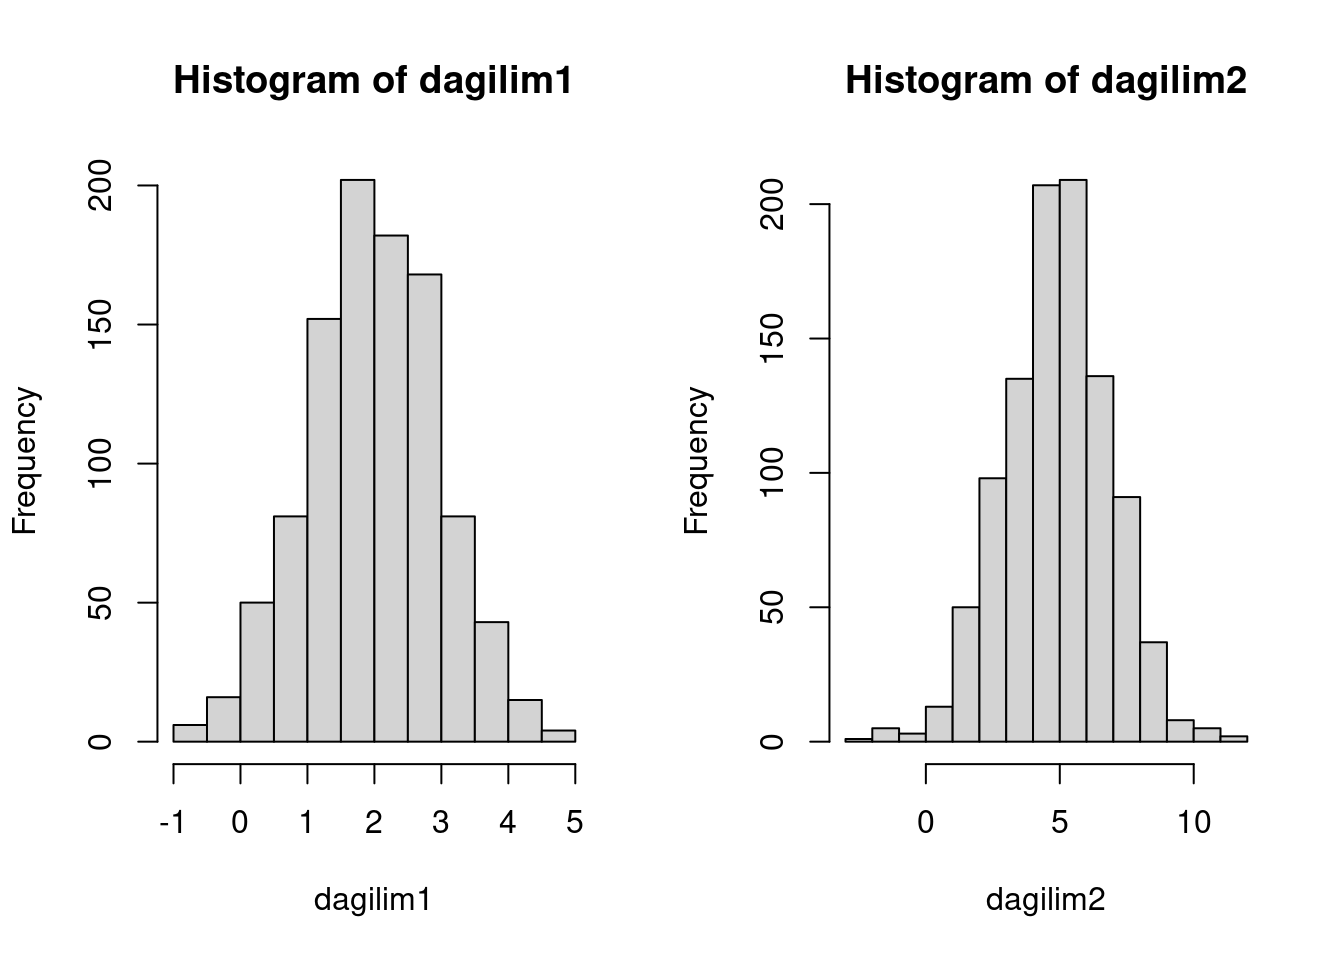 Histogram of dagilim1
Frequency
200
150
100
50
0
-1 0 1 2 3 4 5
dagilim1
Histogram of dagilim2
Frequency
200
150
100
50
0
0 5 10
dagilim2